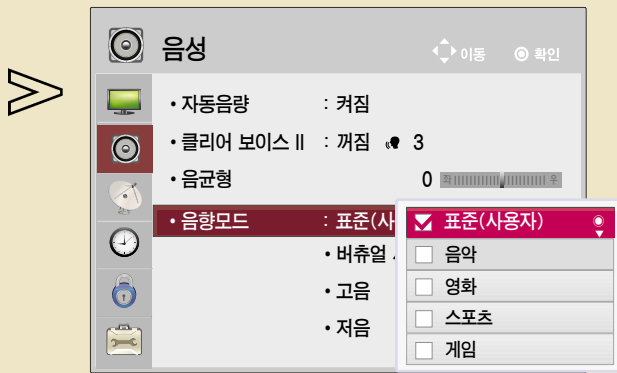 음성
이동 확인
• 자동음량 : 켜짐
• 클리어 보이스 II : 꺼짐 3
• 음균형 0 좌 우
• 음향모드 : 표준(사
• 버츄얼
• 고음
• 저음
표준(사용자)
음악
영화
스포츠
게임